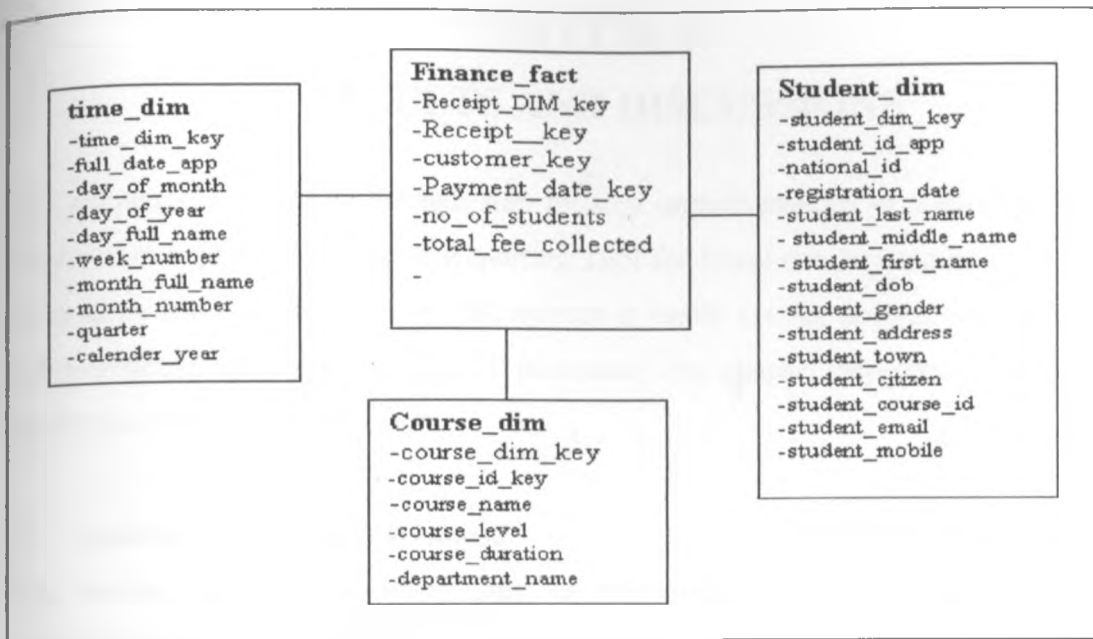 time_dim
-time_dim_key
-full_date_app
-day_of_month
-day_of_year
-day_full_name
-week_number
-month_full_name
-month_number
-quarter
-calender_year
Finance_fact
-Receipt_DIM_key
-Receipt__key
-customer_key
-Payment_date_key
-no_of_students
-total_fee_collected
-
Student_dim
-student_dim_key
-student_id_app
-national_id
-registration_date
-student_last_name
- student_middle_name
- student_first_name
-student_dob
-student_gender
-student_address
-student_town
-student_citizen
-student_course_id
-student_email
-student_mobile
Course_dim
-course_dim_key
-course_id_key
-course_name
-course_level
-course_duration
-department_name